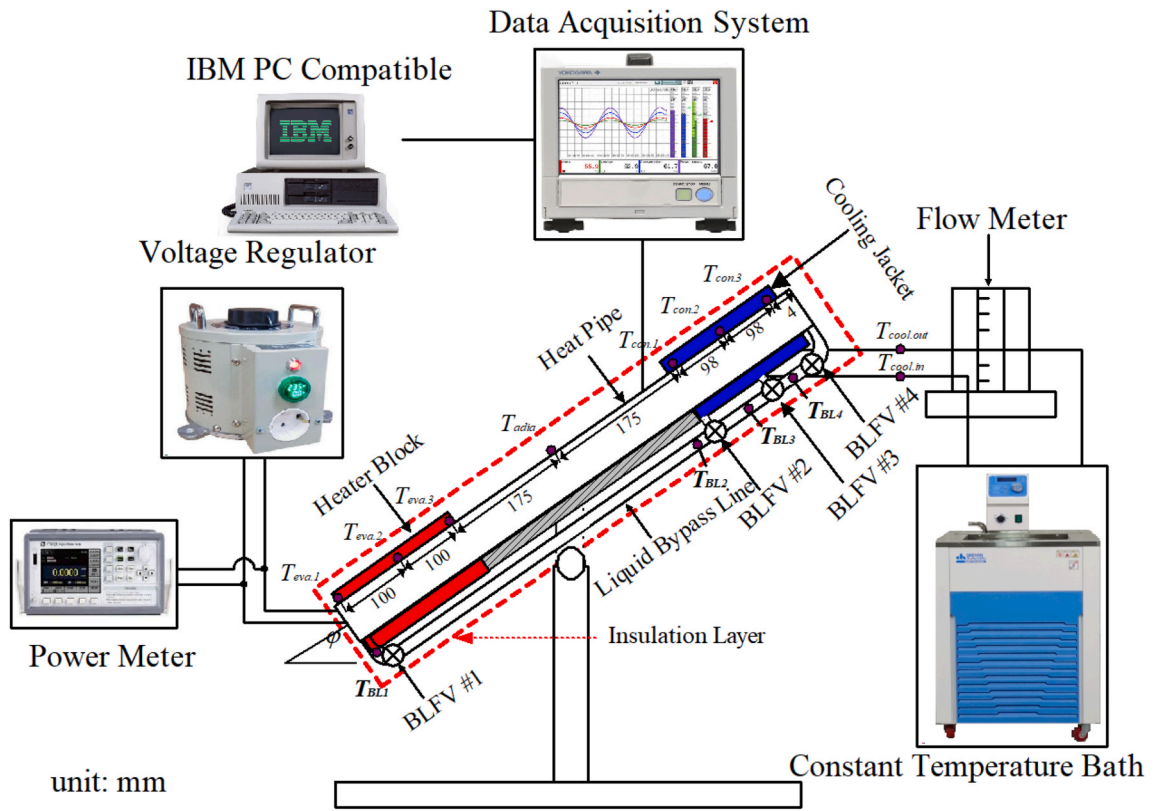 Data Acquisition System
IBM PC Compatible
YOKOGAWA
IBM
Voltage Regulator
Cooling Jacket
Flow Meter
Tcon.3
Tcon.2
Tcon.1
4
98
98
Heat Pipe
Tcool.out
Tcool.in
175
Tadia
175
Heater Block
Teva.3
Teva.2
Teva.1
100
100
TBL4
TBL3
TBL2
BLFV #4
BLFV #3
BLFV #2
Liquid Bypass Line
0.0000
φ
Insulation Layer
Power Meter
TBL1
BLFV #1
Constant Temperature Bath
unit: mm